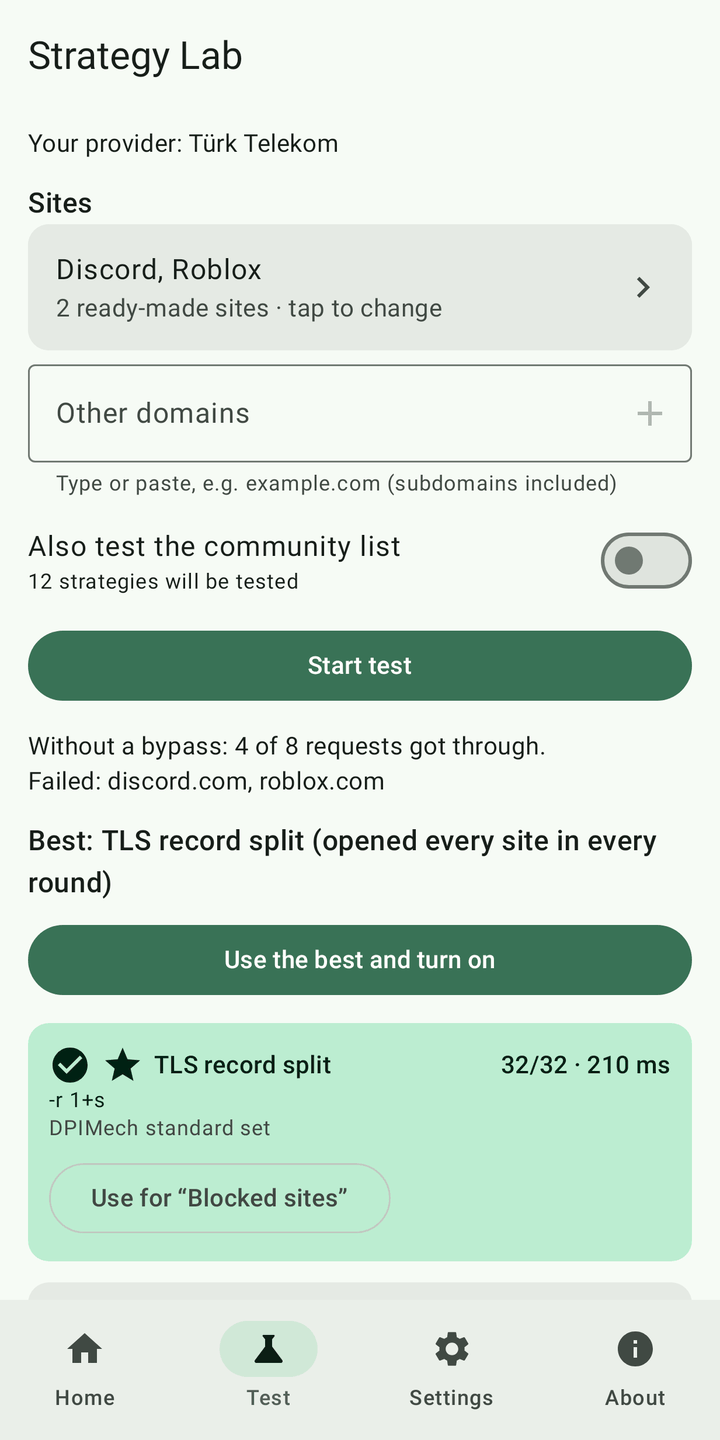 Strategy Lab
Your provider: Türk Telekom
Sites
Discord, Roblox
2 ready-made sites · tap to change
Other domains
Type or paste, e.g. example.com (subdomains included)
Also test the community list
12 strategies will be tested
Start test
Without a bypass: 4 of 8 requests got through.
Failed: discord.com, roblox.com
Best: TLS record split (opened every site in every
round)
Use the best and turn on
TLS record split 32/32 · 210 ms
-r 1+s
DPIMech standard set
Use for “Blocked sites”
Home Test Settings About